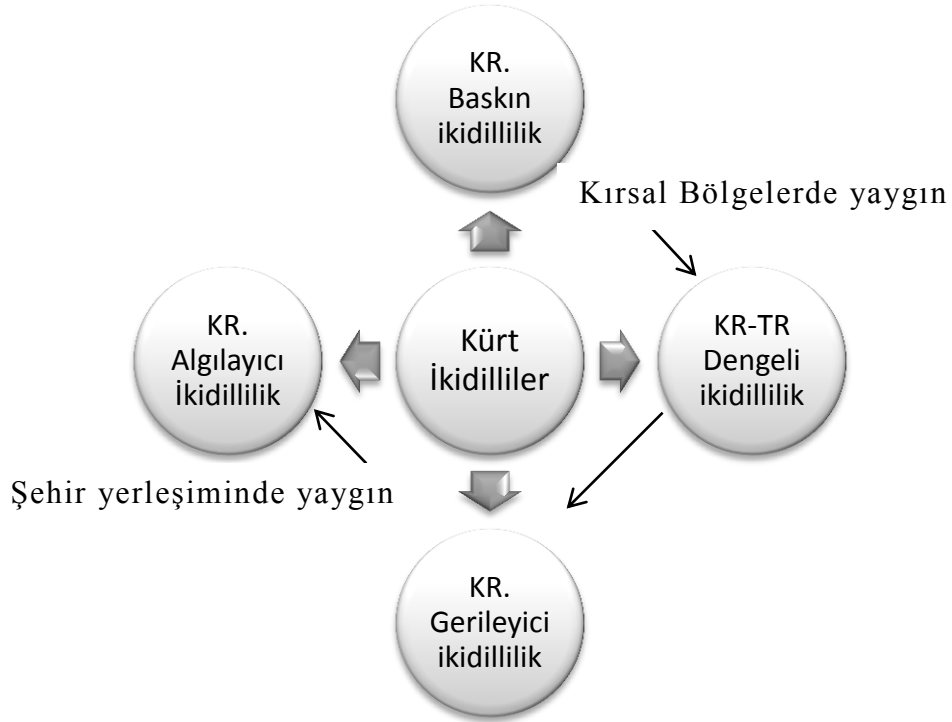 KR.
Baskın
ikidillilik
Kırsal Bölgelerde yaygın
KR.
Algılayıcı
İkidillilik
Kürt
İkidilliler
KR-TR
Dengeli
ikidillilik
Şehir yerleşiminde yaygın
KR.
Gerileyici
ikidillilik